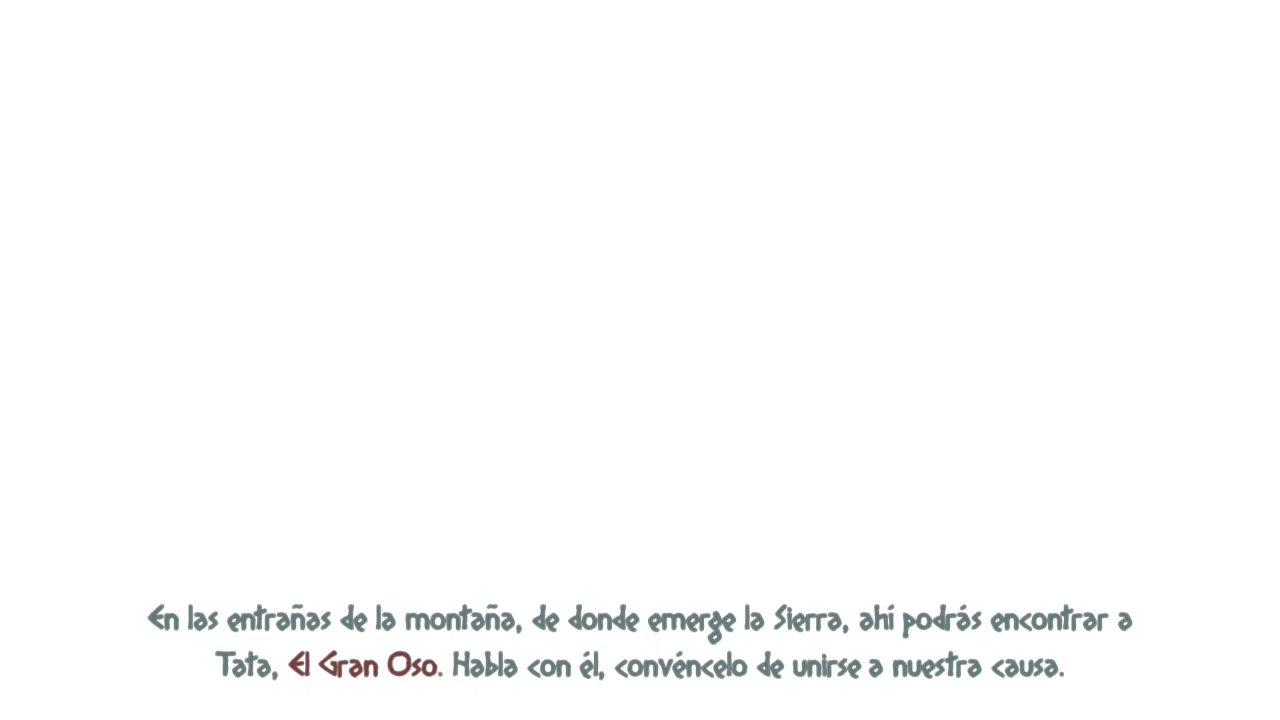 En las entrañas de la montaña, de donde emerge la Sierra, ahí podrás encontrar a
Tata, El Gran Oso. Habla con él, convéncelo de unirse a nuestra causa.